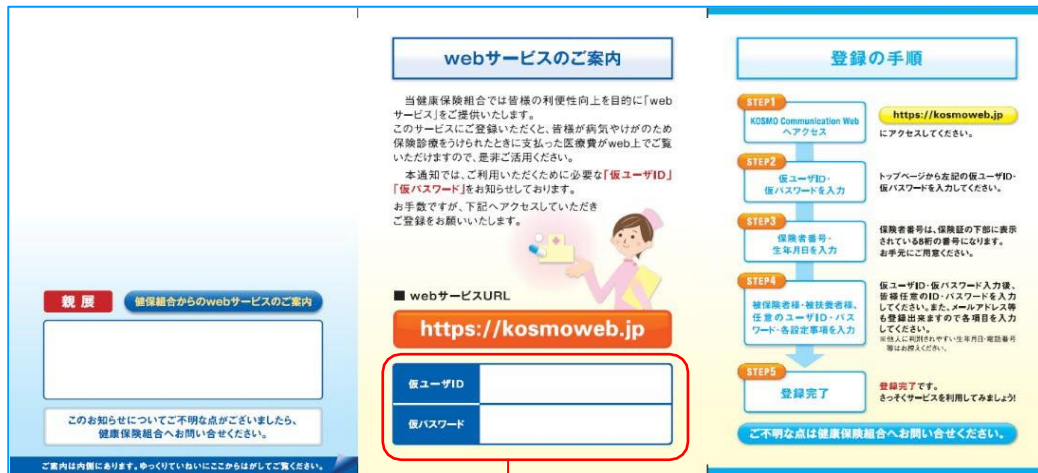 親展
健保組合からのwebサービスのご案内
このお知らせについてご不明な点がございましたら、
健康保険組合へお問い合せください。
ご案内は内側にあります。ゆっくりていねいにここからはがしてご覧ください。
webサービスのご案内
当健康保険組合では皆様の利便性向上を目的に「web
サービス」をご提供いたします。
このサービスにご登録いただくと、皆様が病気やけがのため
保険診療をうけられたときに支払った医療費がweb上でご覧
いただけますので、是非ご活用ください。
本通知では、ご利用いただくために必要な「仮ユーザID」
「仮パスワード」をお知らせしております。
お手数ですが、下記へアクセスしていただき
ご登録をお願いいたします。
■ webサービスURL
https://kosmoweb.jp
仮ユーザID
仮パスワード
登録の手順
STEP1
KOSMO Communication Web
へアクセス
https://kosmoweb.jp
にアクセスしてください。
STEP2
仮ユーザID・
仮パスワードを入力
トップページから左記の仮ユーザID・
仮パスワードを入力してください。
STEP3
保険者番号・
生年月日を入力
保険者番号は、保険証の下部に表示
されている8桁の番号になります。
お手元にご用意ください。
STEP4
被保険者様・被扶養者様、
任意のユーザID・パス
ワード・各設定事項を入力
仮ユーザID・仮パスワード入力後、
皆様任意のID・パスワードを入力
してください。また、メールアドレス等
も登録出来ますので各項目を入力
してください。
※他人に判別されやすい生年月日・電話番号
等はお控えください。
STEP5
登録完了
登録完了です。
さっそくサービスを利用してみましょう!
ご不明な点は健康保険組合へお問い合せください。